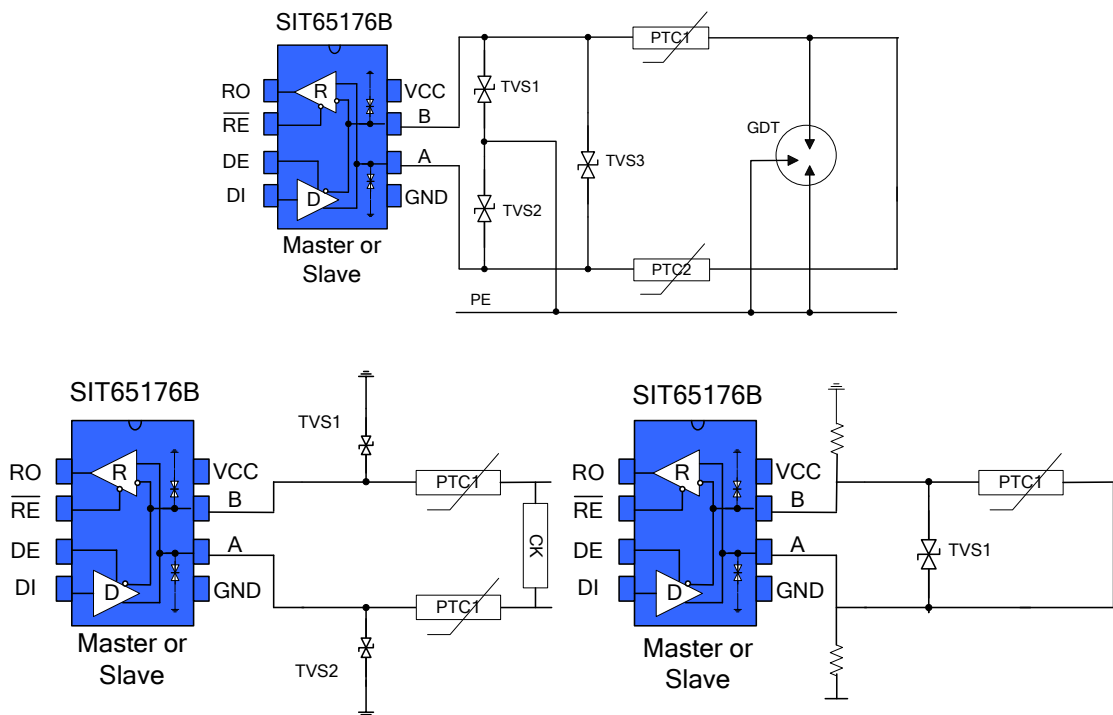 SIT65176B
RO
RE
DE
DI
R
D
VCC
B
A
GND
Master or
Slave
TVS1
TVS2
TVS3
PTC1
PTC2
GDT
PE
SIT65176B
RO
RE
DE
DI
R
D
VCC
B
A
GND
Master or
Slave
TVS1
TVS2
PTC1
PTC1
CK
SIT65176B
RO
RE
DE
DI
R
D
VCC
B
A
GND
Master or
Slave
TVS1
PTC1